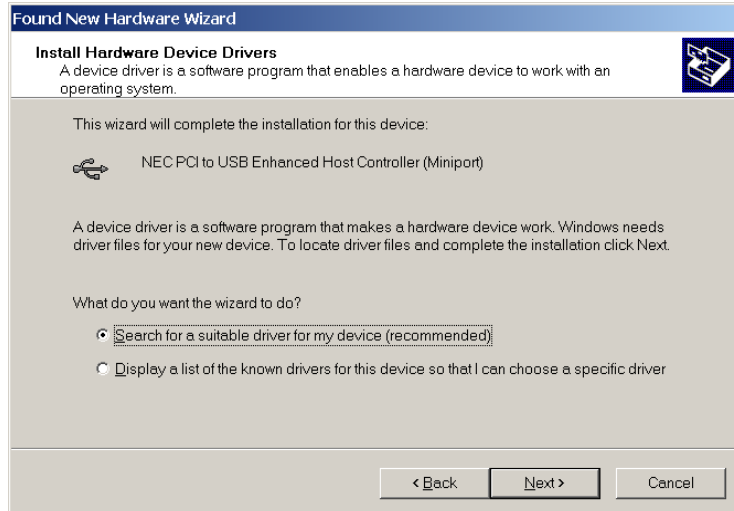 Found New Hardware Wizard
Install Hardware Device Drivers
A device driver is a software program that enables a hardware device to work with an
operating system.
This wizard will complete the installation for this device:
NEC PCI to USB Enhanced Host Controller (Miniport)
A device driver is a software program that makes a hardware device work. Windows needs
driver files for your new device. To locate driver files and complete the installation click Next.
What do you want the wizard to do?
Search for a suitable driver for my device (recommended)
Display a list of the known drivers for this device so that I can choose a specific driver
< Back Next > Cancel